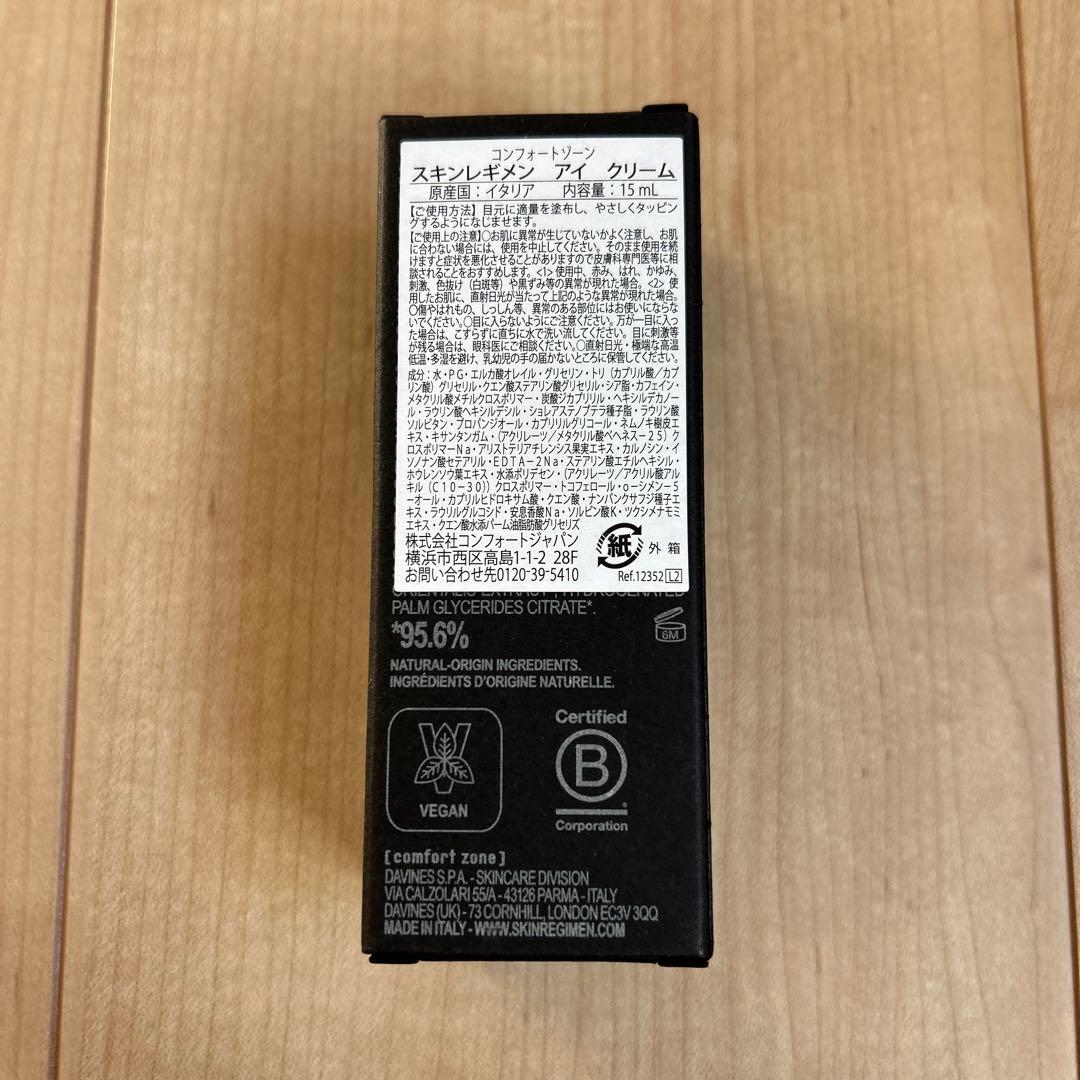 コンフォートゾーン
スキンレギメン　アイ　クリーム
原産国：イタリア　内容量：15 mL
【ご使用方法】目元に適量を塗布し、やさしくタッピン
グするようになじませます。
【ご使用上の注意】〇お肌に異常が生じていないかよく注意し、お肌
に合わない場合には、使用を中止してください。そのまま使用を続
けますと症状を悪化させることがありますので皮膚科専門医等に相
談されることをおすすめします。<1>使用中、赤み、はれ、かゆみ、
刺激、色抜け（白斑等）や黒ずみ等の異常が現れた場合。<2>使
用したお肌に、直射日光が当たって上記のような異常が現れた場合。
〇傷やはれもの、しっしん等、異常のある部位にはお使いにならな
いでください。〇目に入らないようにご注意ください。万が一目に入っ
た場合は、こすらずに直ちに水で洗い流してください。目に刺激等
が残る場合は、眼科医にご相談ください。〇直射日光・極端な高温
低温・多湿を避け、乳幼児の手の届かないところに保管してください。
成分：水・PG・エルカ酸オレイル・グリセリン・トリ（カプリル酸／カプ
リン酸）グリセリル・クエン酸ステアリン酸グリセリル・シア脂・カフェイン・
メタクリル酸メチルクロスポリマー・炭酸ジカプリリル・ヘキシルデカノー
ル・ラウリン酸ヘキシルデシル・ショレアステノプテラ種子脂・ラウリン酸
ソルビタン・プロパンジオール・カプリリルグリコール・ネムノキ樹皮エ
キス・キサンタンガム・（アクリレーツ／メタクリル酸ベヘネス－25）ク
ロスポリマーNa・アリストテリアチレンシス果実エキス・カルノシン・イ
ソノナン酸セテアリル・EDTA－2Na・ステアリン酸エチルヘキシル・
ホウレンソウ葉エキス・水添ポリデセン・（アクリレーツ／アクリル酸アル
キル（C10－30））クロスポリマー・トコフェロール・o－シメン－5
－オール・カプリルヒドロキサム酸・クエン酸・ナンバンクサフジ種子エ
キス・ラウリルグルコシド・安息香酸Na・ソルビン酸K・ツクシメナモミ
エキス・クエン酸水添パーム油脂肪酸グリセリズ
株式会社コンフォートジャパン
横浜市西区高島1-1-2 28F
お問い合わせ先0120-39-5410
紙 外 箱
Ref.12352 L2
ORIENTALIS EXTRACT*, HYDROGENATED
PALM GLYCERIDES CITRATE*.
*95.6%
6M
NATURAL-ORIGIN INGREDIENTS.
INGRÉDIENTS D'ORIGINE NATURELLE.
V
VEGAN
Certified
B
Corporation
[comfort zone]
DAVINES S.P.A. - SKINCARE DIVISION
VIA CALZOLARI 55/A - 43126 PARMA - ITALY
DAVINES (UK) - 73 CORNHILL, LONDON EC3V 3QQ
MADE IN ITALY - WWW.SKINREGIMEN.COM